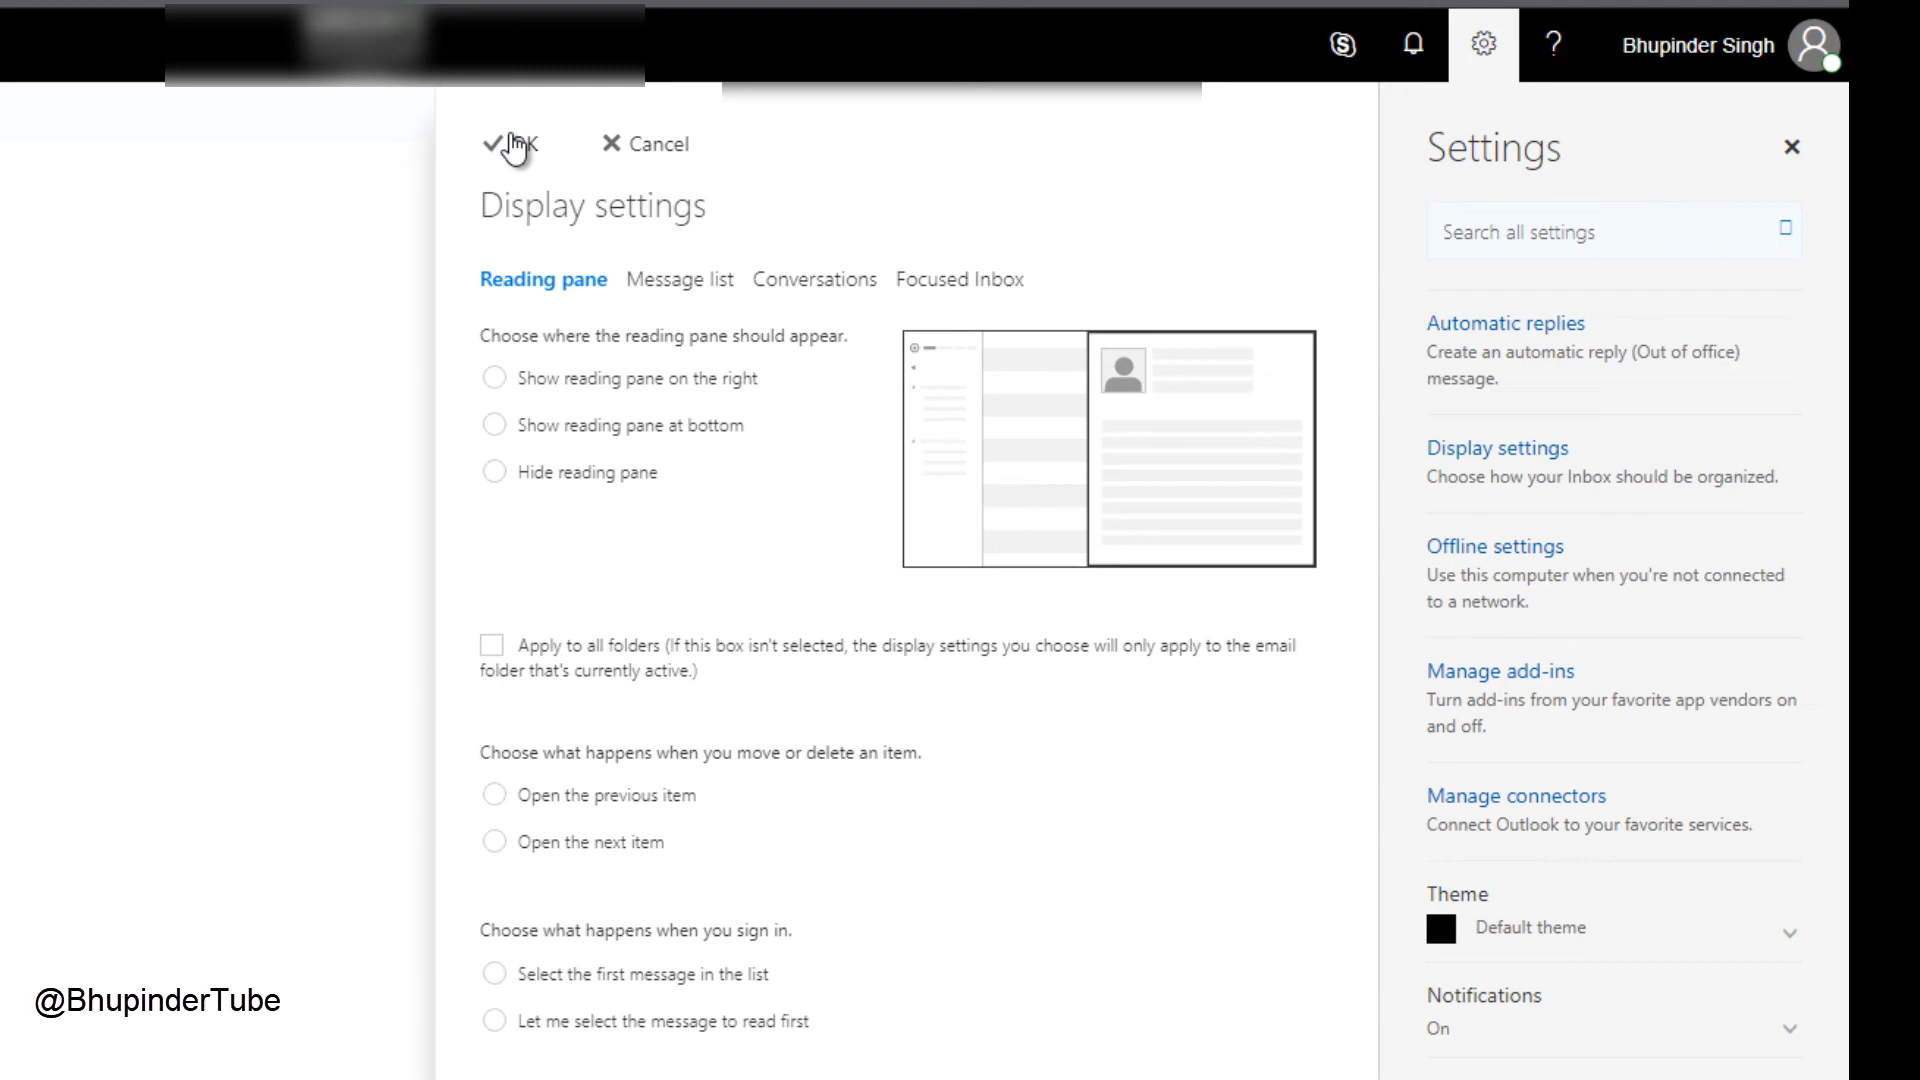 Bhupinder Singh
OK
Cancel
Display settings
Reading pane Message list Conversations Focused Inbox
Choose where the reading pane should appear.
Show reading pane on the right
Show reading pane at bottom
Hide reading pane
Apply to all folders (If this box isn't selected, the display settings you choose will only apply to the email
folder that's currently active.)
Choose what happens when you move or delete an item.
Open the previous item
Open the next item
Choose what happens when you sign in.
Select the first message in the list
Let me select the message to read first
Settings
Search all settings
Automatic replies
Create an automatic reply (Out of office)
message.
Display settings
Choose how your Inbox should be organized.
Offline settings
Use this computer when you're not connected
to a network.
Manage add-ins
Turn add-ins from your favorite app vendors on
and off.
Manage connectors
Connect Outlook to your favorite services.
Theme
Default theme
Notifications
On
@BhupinderTube